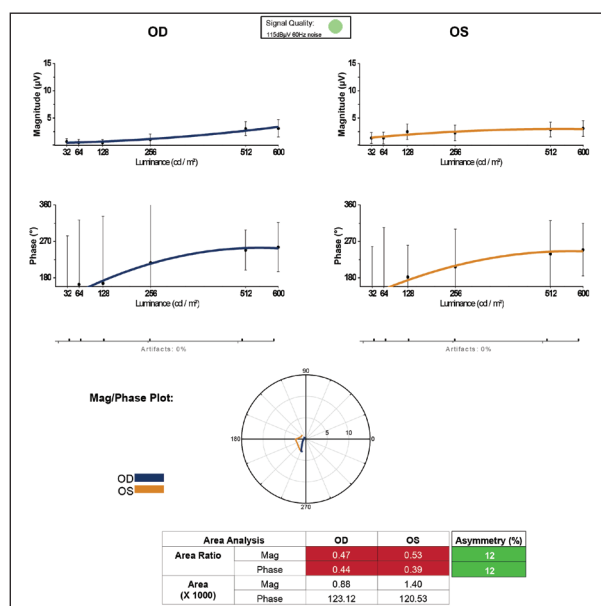 OD
Signal Quality:
115dBµV 60Hz noise
OS
Magnitude (µV)
15
10
5
0
32 64 128 256 512 600
Luminance (cd / m²)
Magnitude (µV)
15
10
5
0
32 64 128 256 512 600
Luminance (cd / m²)
Phase (°)
360
270
180
32 64 128 256 512 600
Luminance (cd / m²)
Phase (°)
360
270
180
32 64 128 256 512 600
Luminance (cd / m²)
Artifacts: 0%
Artifacts: 0%
Mag/Phase Plot:
90
180
5 10
0
270
OD
OS
Area Analysis OD OS Asymmetry (%)
Area Ratio Mag 0.47 0.53 12
Phase 0.44 0.39 12
Area
(X 1000)
Mag 0.88 1.40
Phase 123.12 120.53